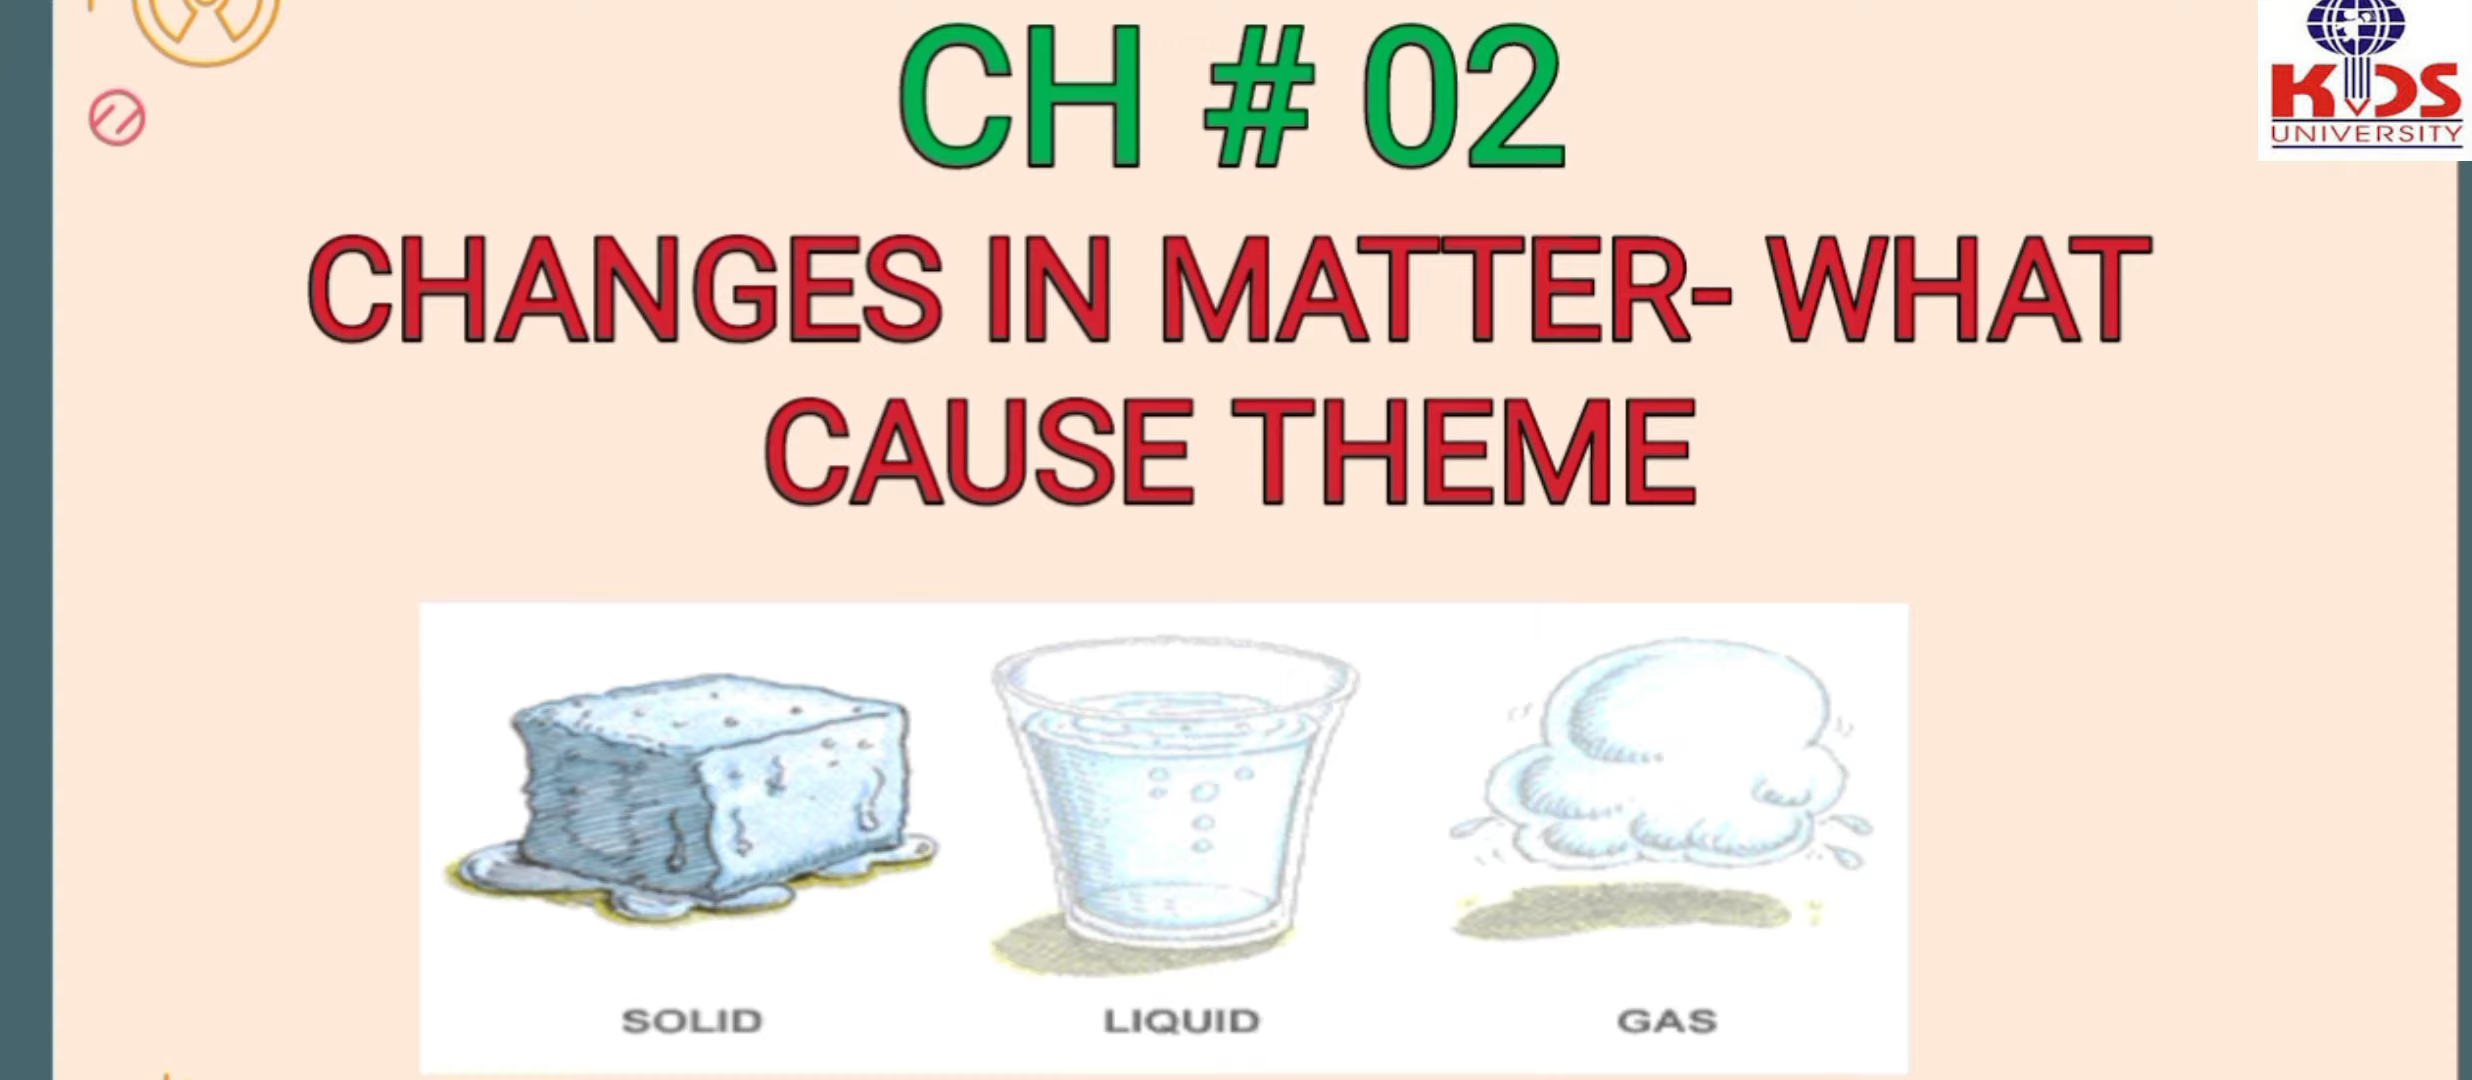 CH # 02
KIDS
UNIVERSITY
CHANGES IN MATTER- WHAT
CAUSE THEME
SOLID
LIQUID
GAS